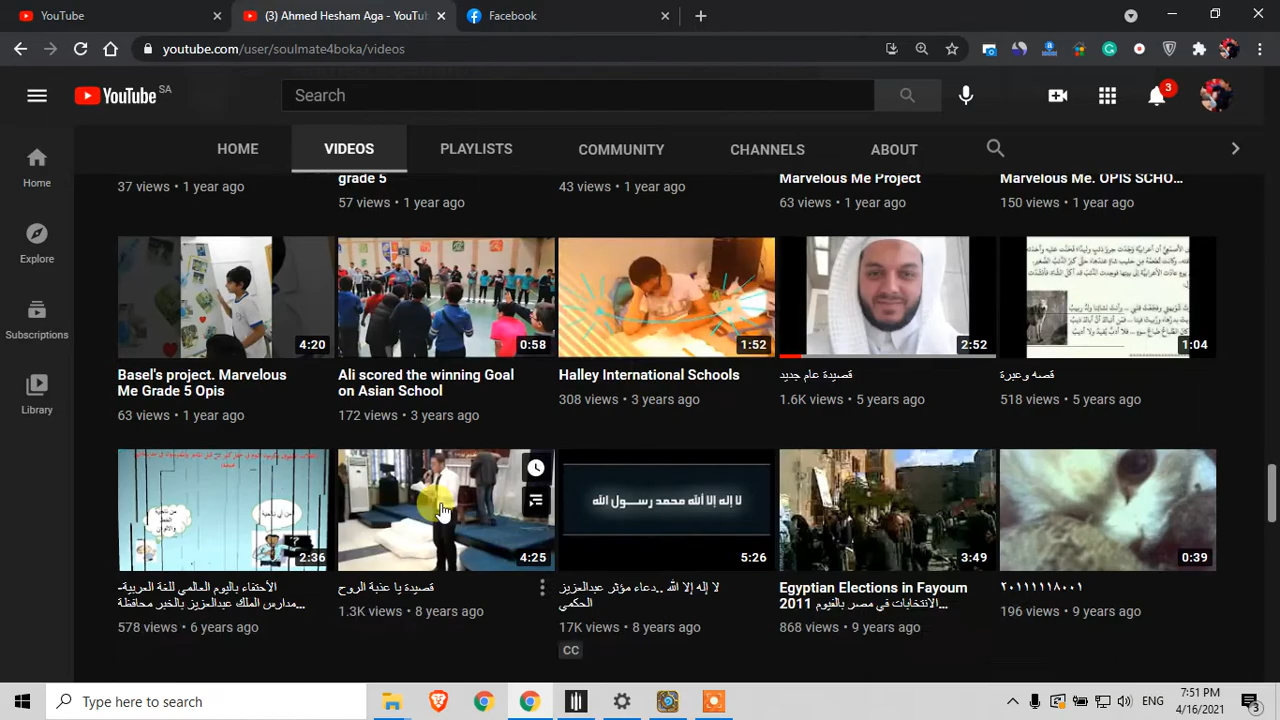 YouTube
(3) Ahmed Hesham Aga - YouTu
Facebook
youtube.com/user/soulmate4boka/videos
YouTube SA
Search
3
HOME
VIDEOS
PLAYLISTS
COMMUNITY
CHANNELS
ABOUT
Home
Explore
Subscriptions
Library
37 views • 1 year ago
grade 5
57 views • 1 year ago
43 views • 1 year ago
Marvelous Me Project
63 views • 1 year ago
Marvelous Me. OPIS SCHO...
150 views • 1 year ago
4:20
0:58
1:52
2:52
1:04
Basel's project. Marvelous
Me Grade 5 Opis
63 views • 1 year ago
Ali scored the winning Goal
on Asian School
172 views • 3 years ago
Halley International Schools
308 views • 3 years ago
قصيدة عام جديد
1.6K views • 5 years ago
قصه وعبرة
518 views • 5 years ago
2:36
4:25
لا إله إلا الله محمد رسول الله
5:26
3:49
0:39
الأحتفاء باليوم العالمي للغة العربية-
مدارس الملك عبدالعزيز بالخبر محافظة...
578 views • 6 years ago
قصيدة يا عذبة الروح
1.3K views • 8 years ago
لا إله إلا الله ,,دعاء مؤثر عبدالعزيز
الحكمي
17K views • 8 years ago
CC
Egyptian Elections in Fayoum
2011 الانتخابات في مصر بالفيوم...
868 views • 9 years ago
٢٠١١١١١٨٠٠١
196 views • 9 years ago
Type here to search
ENG
7:51 PM
4/16/2021
3